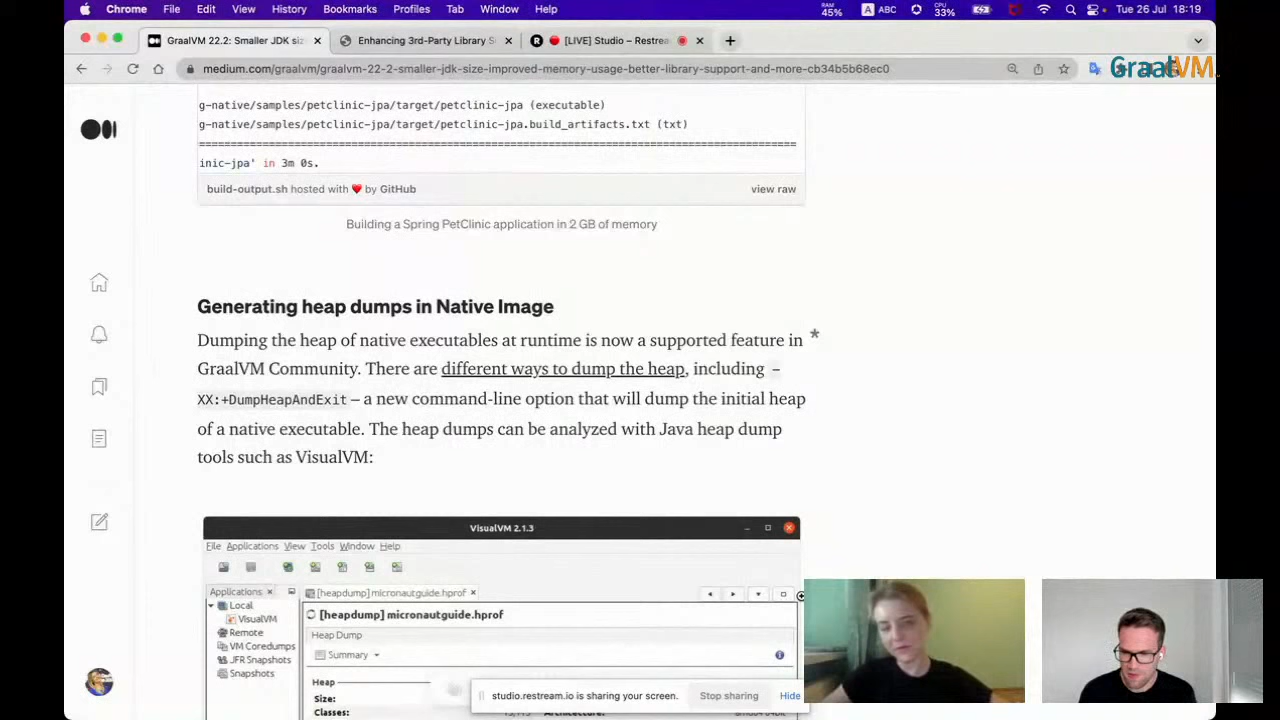 Chrome File Edit View History Bookmarks Profiles Tab Window Help RAM 45% A ABC CPU 33% Tue 26 Jul 18:19
GraalVM 22.2: Smaller JDK siz × Enhancing 3rd-Party Library S × [LIVE] Studio – Restre × +
medium.com/graalvm/graalvm-22-2-smaller-jdk-size-improved-memory-usage-better-library-support-and-more-cb34b5b68ec0
GraalVM
g-native/samples/petclinic-jpa/target/petclinic-jpa (executable)
g-native/samples/petclinic-jpa/target/petclinic-jpa.build_artifacts.txt (txt)
inic-jpa' in 3m 0s.
build-output.sh hosted with ❤ by GitHub view raw
Building a Spring PetClinic application in 2 GB of memory
Generating heap dumps in Native Image
Dumping the heap of native executables at runtime is now a supported feature in *
GraalVM Community. There are different ways to dump the heap, including –
XX:+DumpHeapAndExit – a new command-line option that will dump the initial heap
of a native executable. The heap dumps can be analyzed with Java heap dump
tools such as VisualVM:
VisualVM 2.1.3
File Applications View Tools Window Help
Applications × [heapdump] micronautguide.hprof ×
Local
VisualVM
Remote
VM Coredumps
JFR Snapshots
Snapshots
[heapdump] micronautguide.hprof
Heap Dump
Summary
Heap
Size:
Classes:
studio.restream.io is sharing your screen. Stop sharing Hide